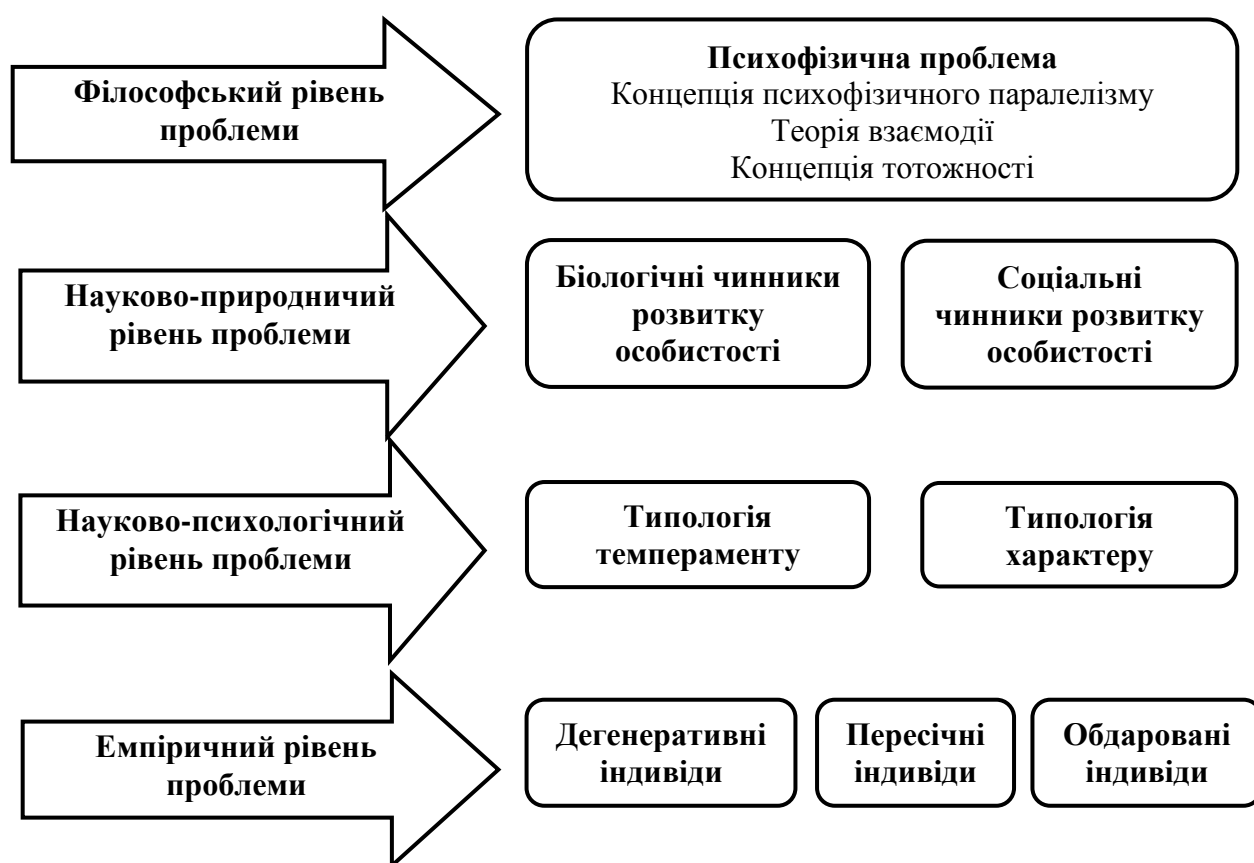 Філософський рівень
проблеми
Психофізична проблема
Концепція психофізичного паралелізму
Теорія взаємодії
Концепція тотожності
Науково-природничий
рівень проблеми
Біологічні чинники
розвитку
особистості
Соціальні
чинники розвитку
особистості
Науково-психологічний
рівень проблеми
Типологія
темпераменту
Типологія
характеру
Емпіричний рівень
проблеми
Дегенеративні
індивіди
Пересічні
індивіди
Обдаровані
індивіди